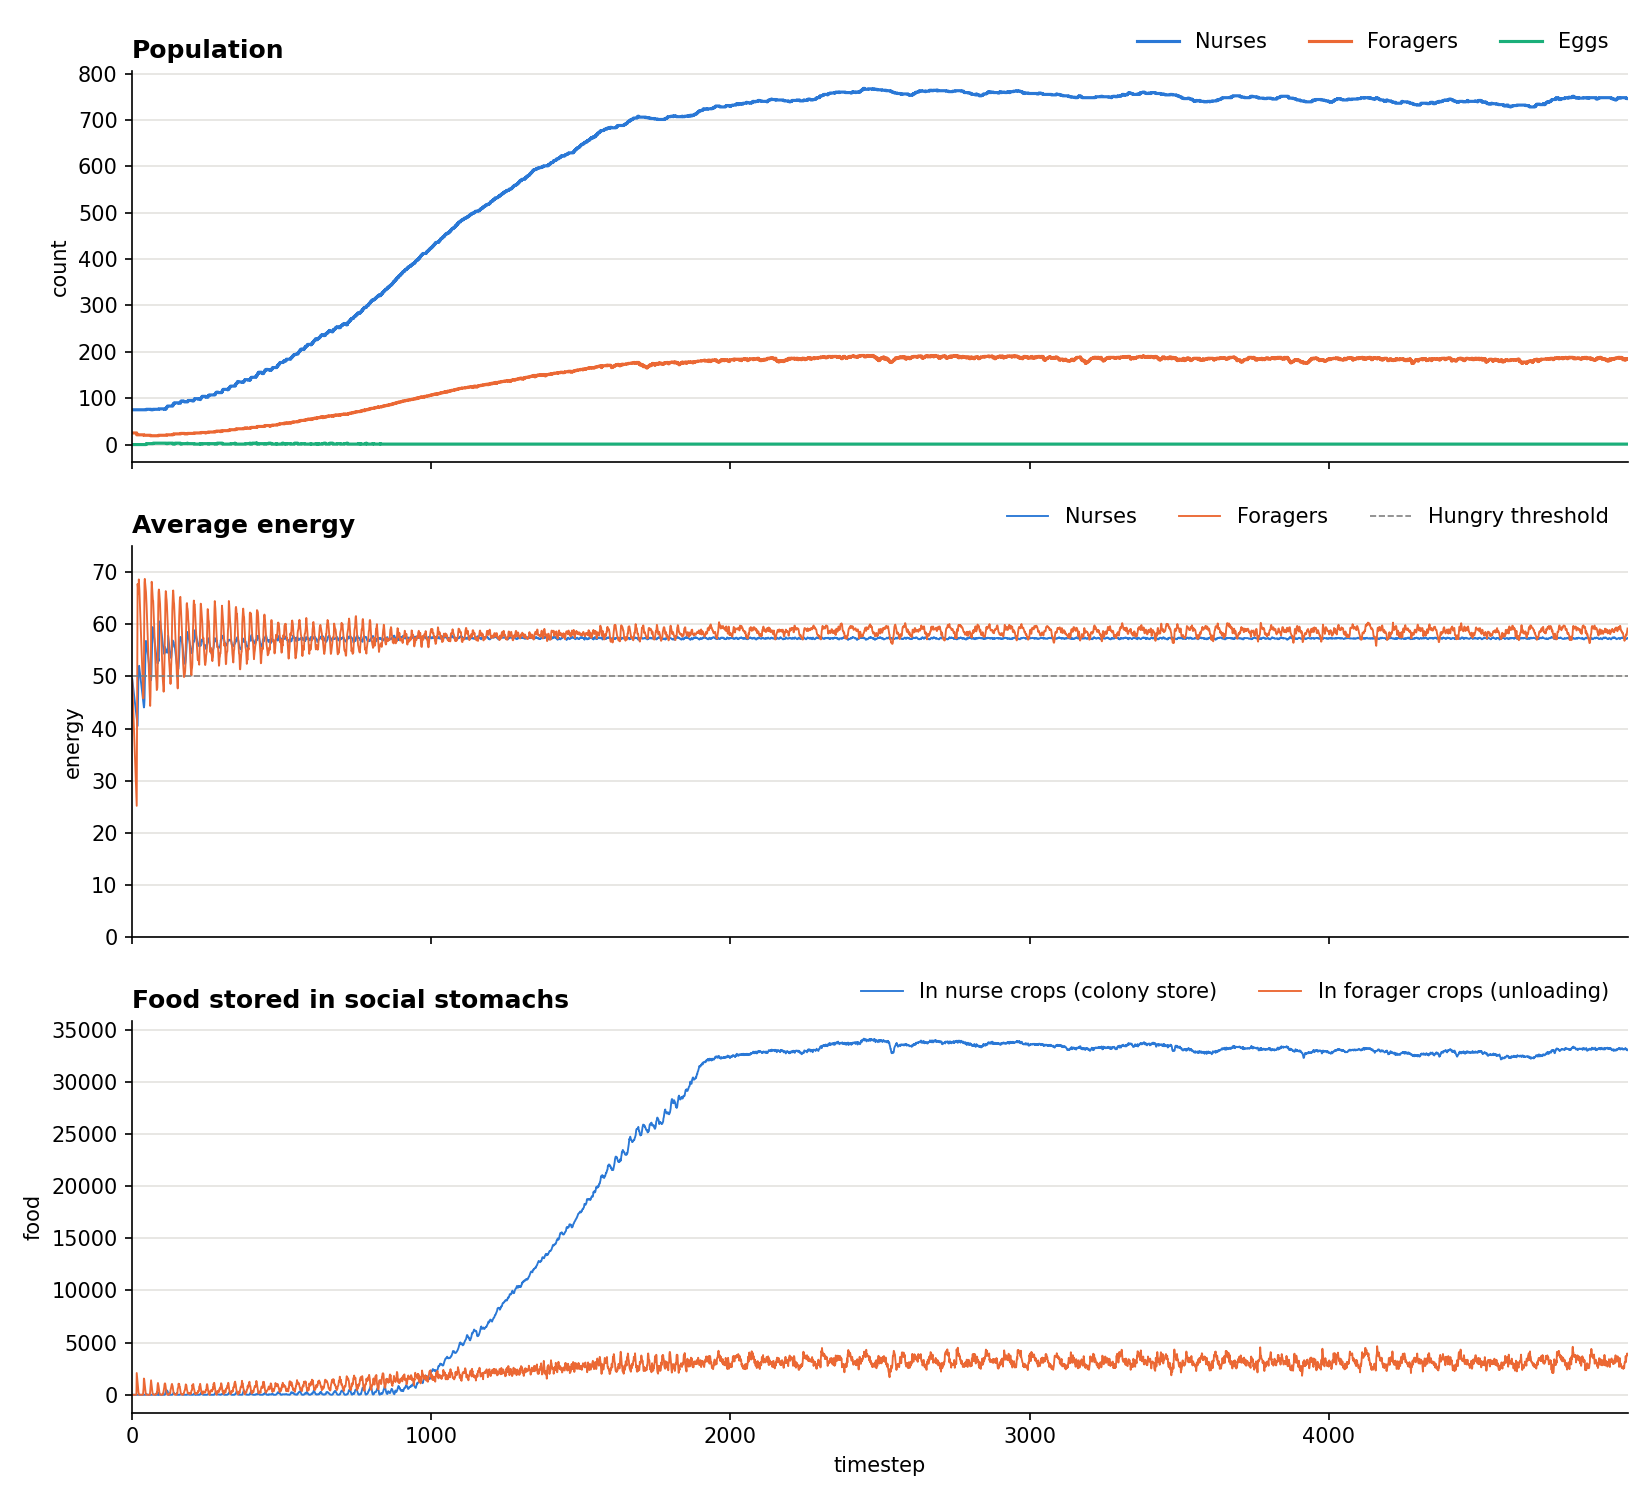 Population
Nurses Foragers Eggs
800
700
600
500
400
300
200
100
0
count
Average energy
Nurses Foragers Hungry threshold
70
60
50
40
30
20
10
0
energy
Food stored in social stomachs
In nurse crops (colony store) In forager crops (unloading)
35000
30000
25000
20000
15000
10000
5000
0
food
0 1000 2000 3000 4000
timestep